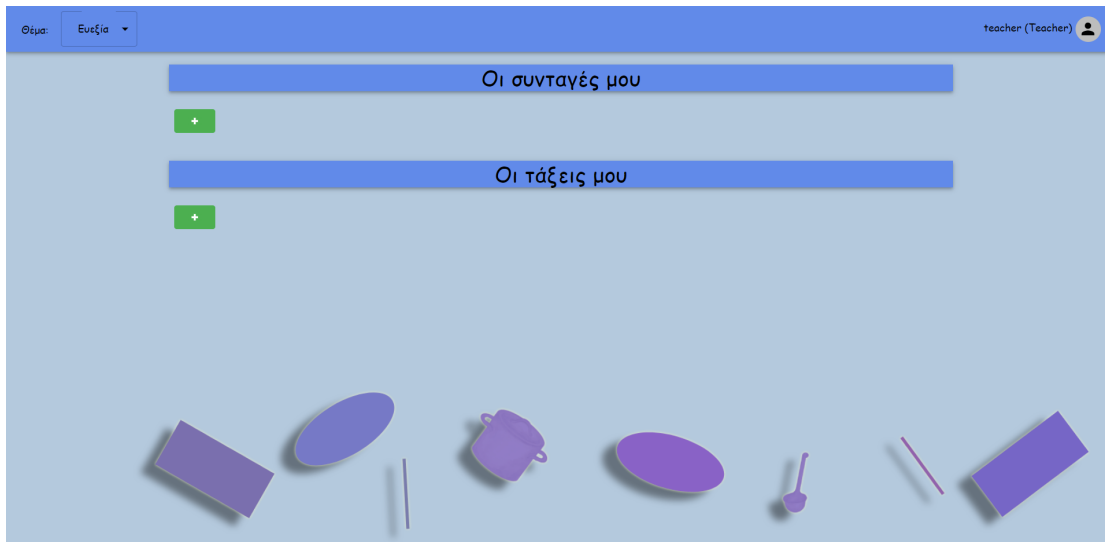 Θέμα: Ευεξία
teacher (Teacher)
Οι συνταγές μου
+
Οι τάξεις μου
+